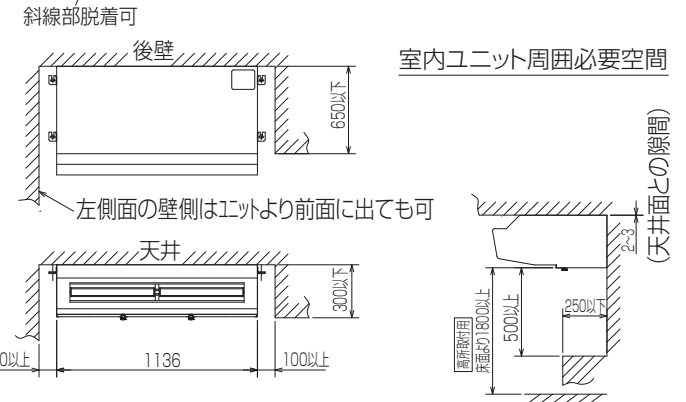 斜線部脱着可
後壁
室内ユニット周囲必要空間
650以下
左側面の壁側はユニットより前面に出ても可
天井
300以下
2~3
(天井面との隙間)
高所取付用
床面より1800以上
500以上
250以下
0以上
1136
100以上